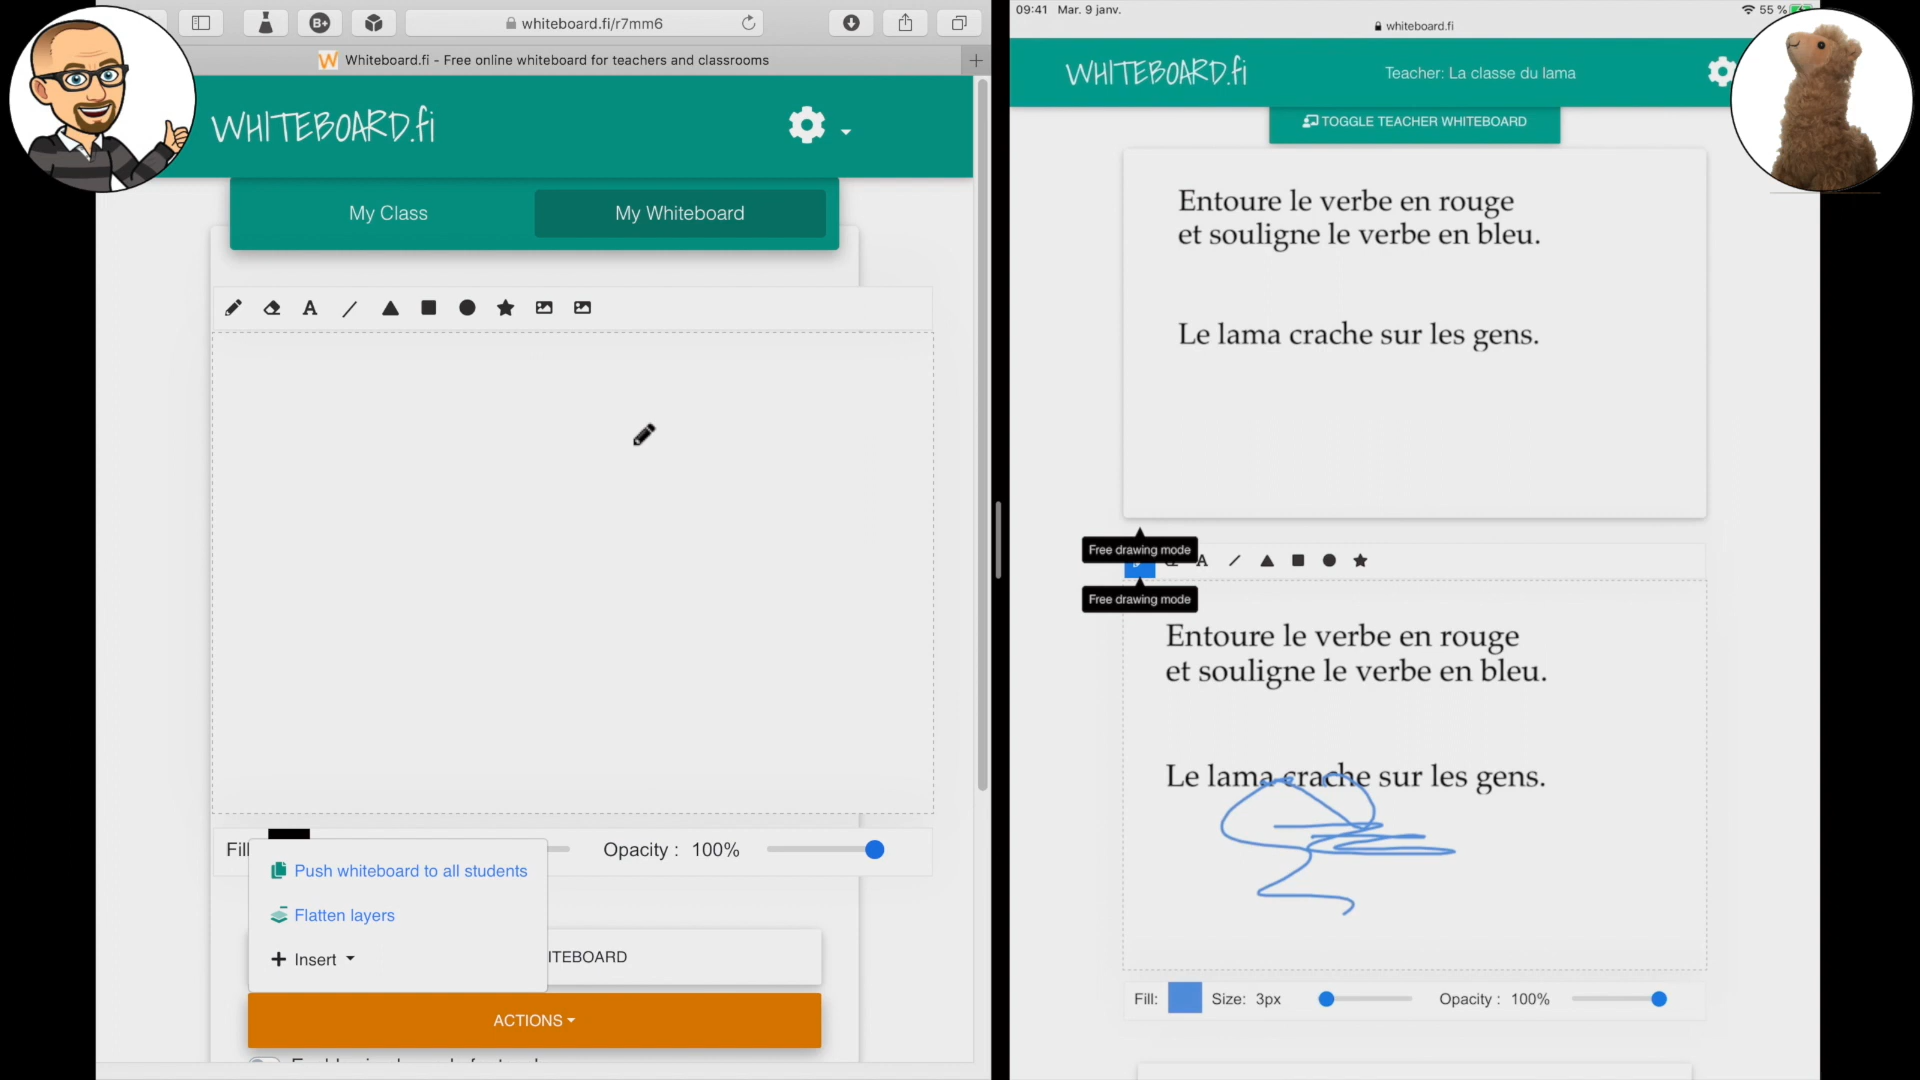 B+
whiteboard.fi/r7mm6
W Whiteboard.fi - Free online whiteboard for teachers and classrooms
WHITEBOARD.fi
My Class
My Whiteboard
A
Fill
Opacity : 100%
Push whiteboard to all students
Flatten layers
Insert
ITEBOARD
ACTIONS
09:41 Mar. 9 janv.
55 %
whiteboard.fi
WHITEBOARD.fi
Teacher: La classe du lama
TOGGLE TEACHER WHITEBOARD
Entoure le verbe en rouge
et souligne le verbe en bleu.
Le lama crache sur les gens.
Free drawing mode
A
Free drawing mode
Entoure le verbe en rouge
et souligne le verbe en bleu.
Le lama crache sur les gens.
Fill:
Size: 3px
Opacity : 100%